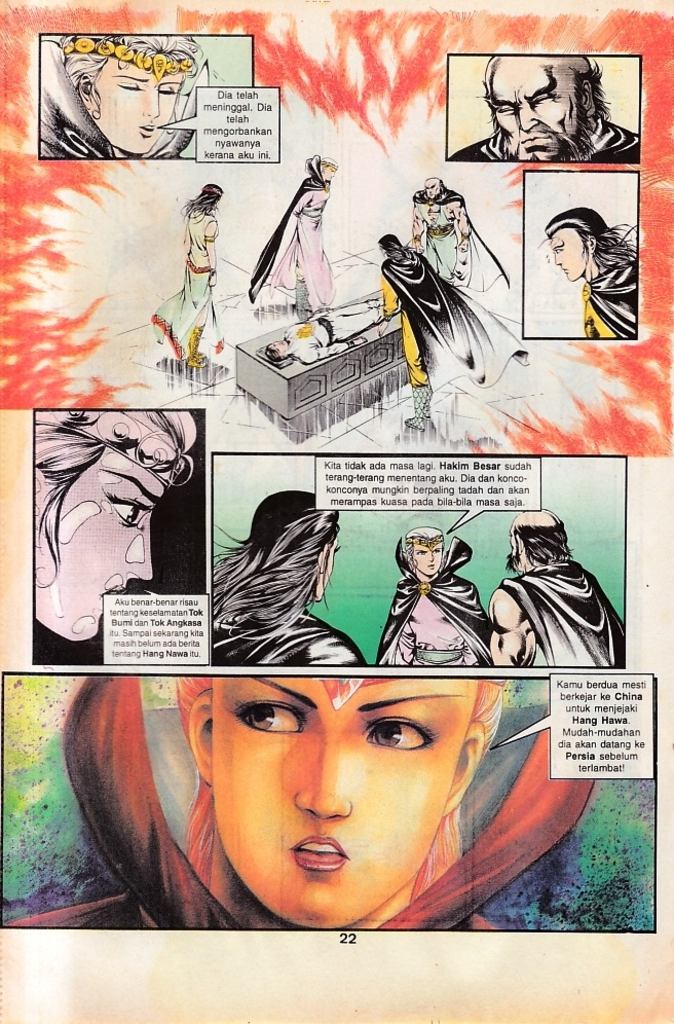 Dia telah
meninggal. Dia
telah
mengorbankan
nyawanya
kerana aku ini.
Kita tidak ada masa lagi. Hakim Besar sudah
terang-terang menentang aku. Dia dan konco-
konconya mungkin berpaling tadah dan akan
merampas kuasa pada bila-bila masa saja.
Aku benar-benar risau
tentang keselamatan Tok
Bumi dan Tok Angkasa
itu. Sampai sekarang kita
masih belum ada berita
tentang Hang Nawa itu.
Kamu berdua mesti
berkejar ke China
untuk menjejaki
Hang Hawa.
Mudah-mudahan
dia akan datang ke
Persia sebelum
terlambat!
22